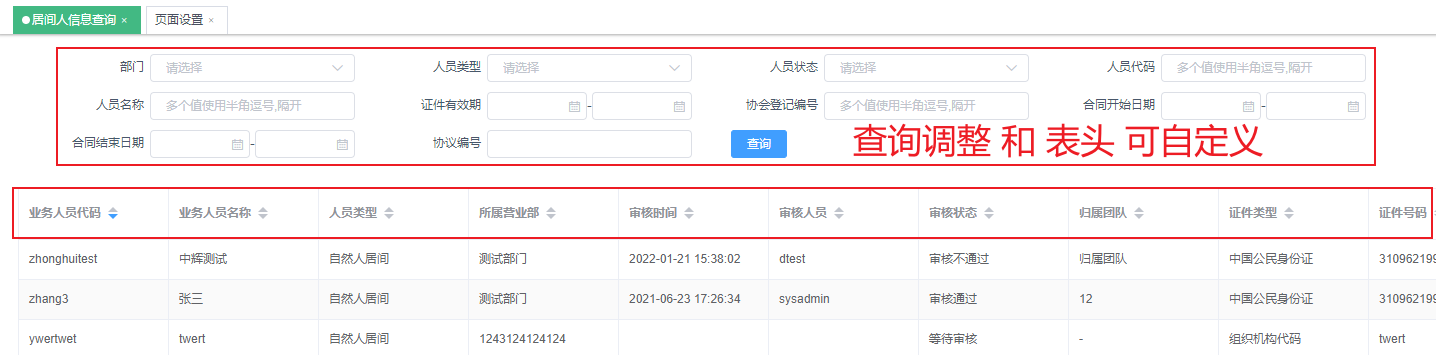 居间人信息查询 × 页面设置 ×
部门 请选择 人员类型 请选择 人员状态 请选择 人员代码 多个值使用半角逗号,隔开
人员名称 多个值使用半角逗号,隔开 证件有效期 - 协会登记编号 多个值使用半角逗号,隔开 合同开始日期 -
合同结束日期 - 协议编号 查询 查询调整 和 表头 可自定义
业务人员代码 业务人员名称 人员类型 所属营业部 审核时间 审核人员 审核状态 归属团队 证件类型 证件号码
zhonghuitest 中辉测试 自然人居间 测试部门 2022-01-21 15:38:02 dtest 审核不通过 归属团队 中国公民身份证 310962199
zhang3 张三 自然人居间 测试部门 2021-06-23 17:26:34 sysadmin 审核通过 12 中国公民身份证 310962199
ywertwet twert 自然人居间 1243124124124 等待审核 - 组织机构代码 twert